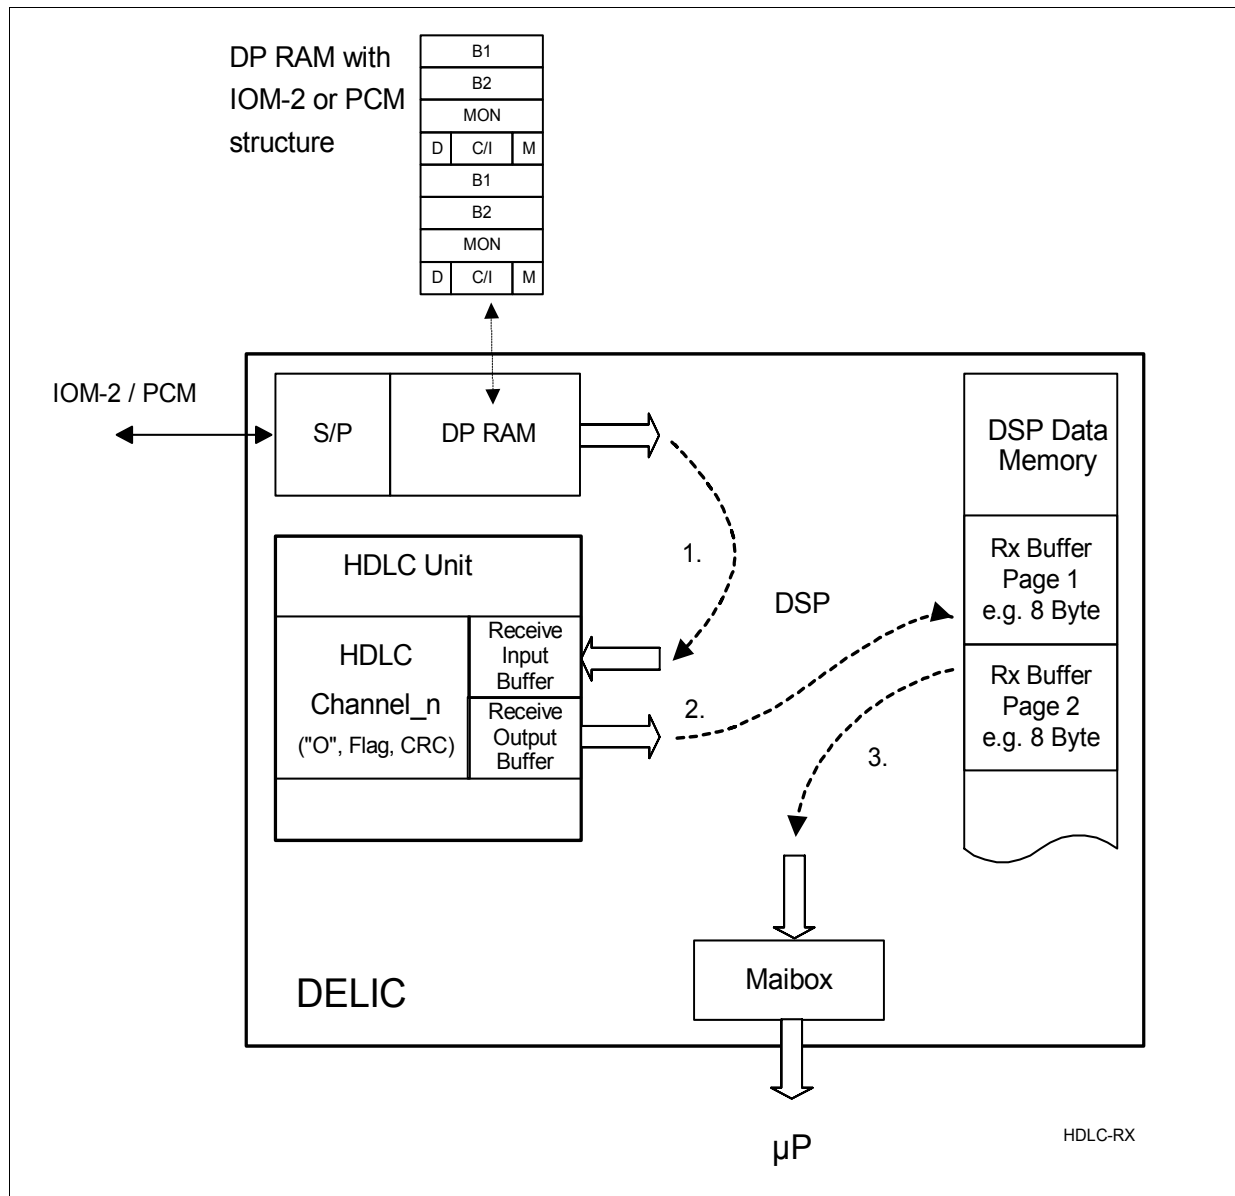 DP RAM with
IOM-2 or PCM
structure
B1
B2
MON
D C/I M
B1
B2
MON
D C/I M
IOM-2 / PCM
S/P
DP RAM
DSP Data
Memory
1.
HDLC Unit
Rx Buffer
Page 1
e.g. 8 Byte
DSP
HDLC
Channel_n
("O", Flag, CRC)
Receive
Input
Buffer
Receive
Output
Buffer
2.
Rx Buffer
Page 2
e.g. 8 Byte
3.
Maibox
DELIC
µP
HDLC-RX